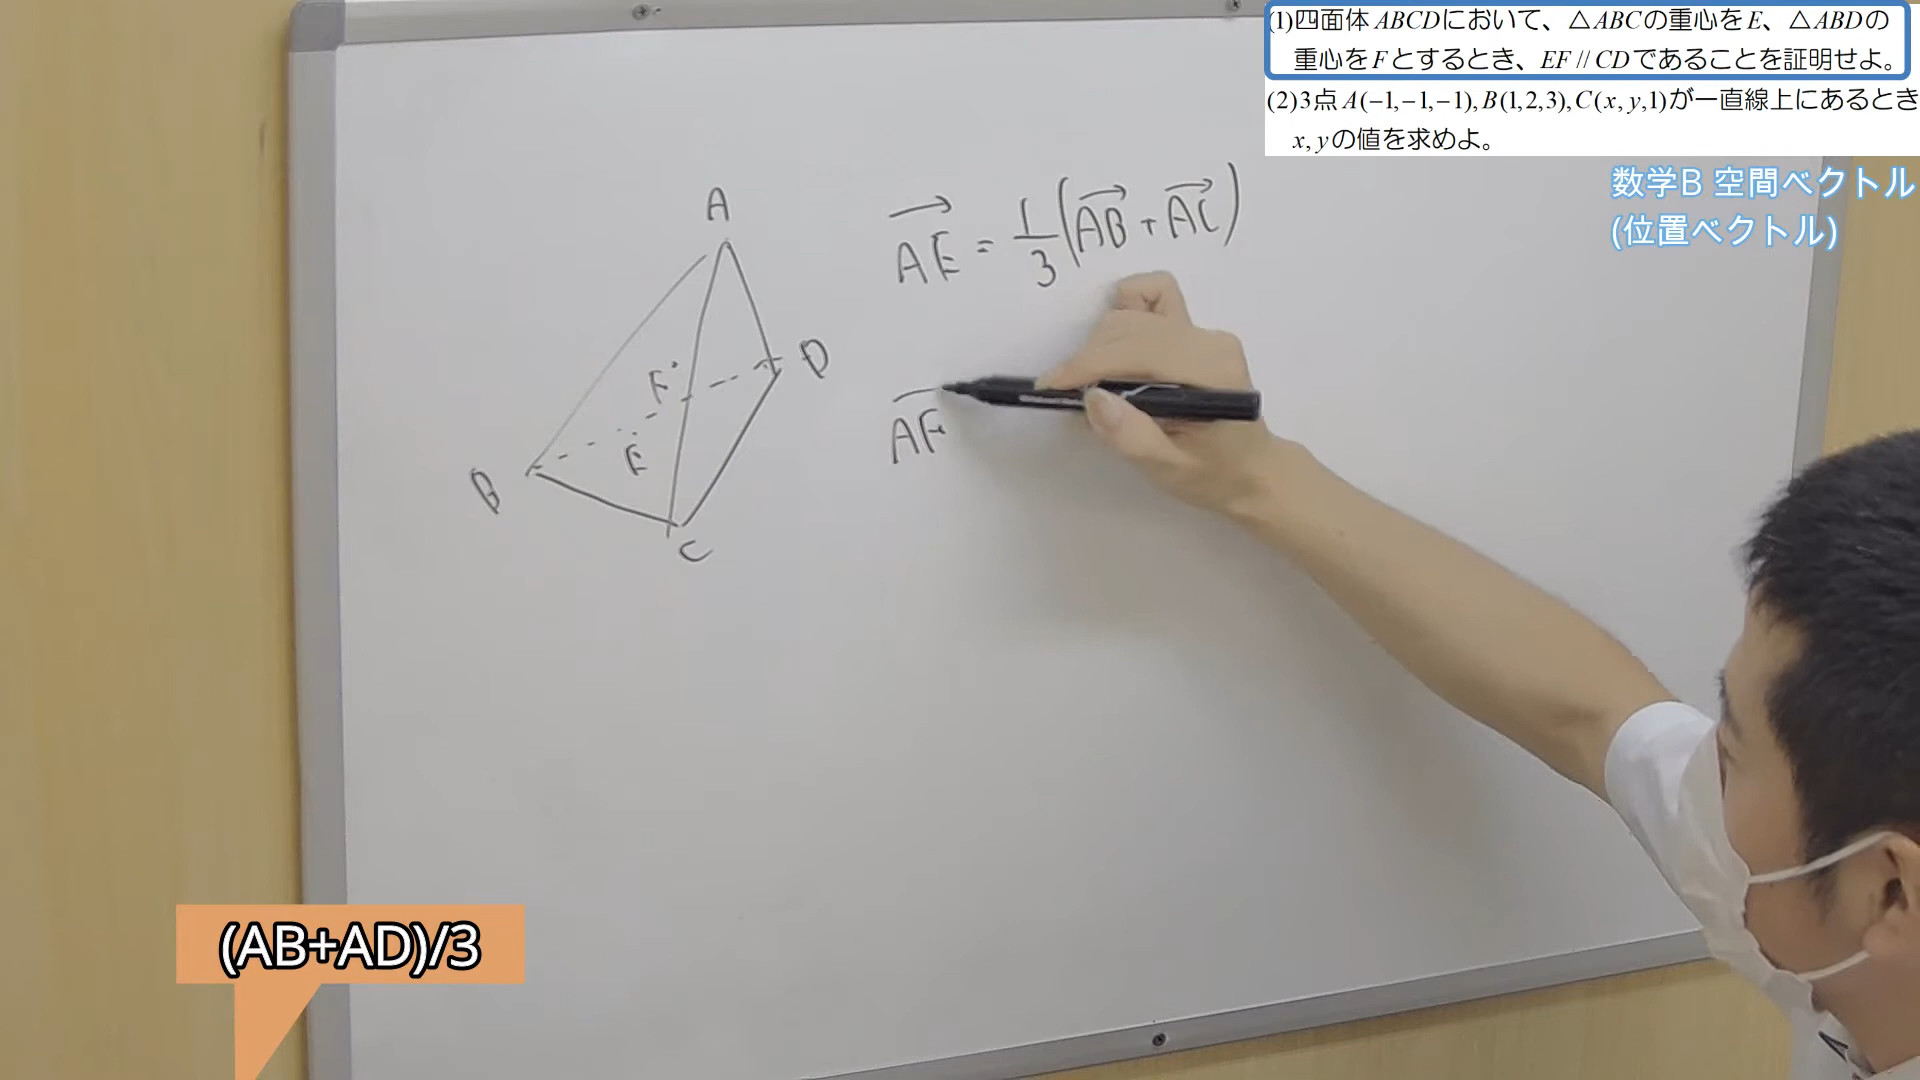 (1)四面体ABCDにおいて、△ABCの重心をE、△ABDの
重心をFとするとき、EF // CDであることを証明せよ。
(2)3点A(−1,−1,−1),B(1,2,3),C(x,y,1)が一直線上にあるとき
x,yの値を求めよ。
数学B 空間ベクトル
(位置ベクトル)
A
AE = 1/3 (AB + AC)
D
F
AF
E
B
C
(AB+AD)/3